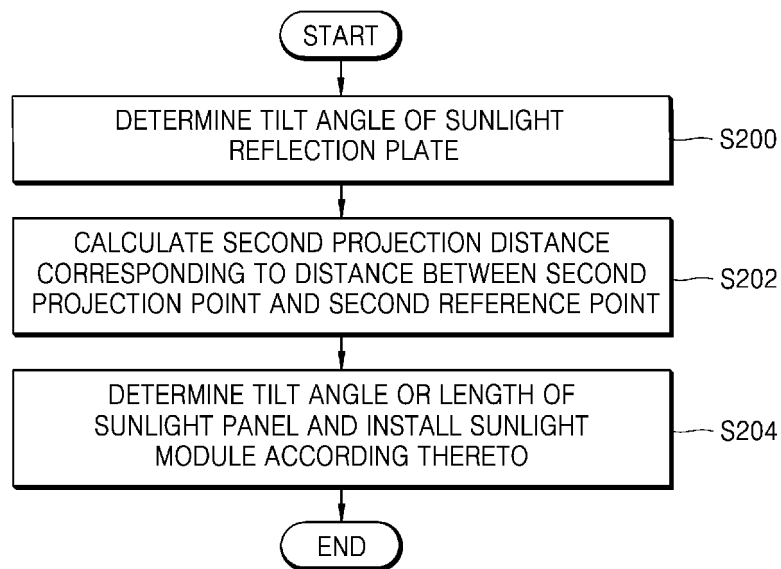 START
DETERMINE TILT ANGLE OF SUNLIGHT
REFLECTION PLATE
S200
CALCULATE SECOND PROJECTION DISTANCE
CORRESPONDING TO DISTANCE BETWEEN SECOND
PROJECTION POINT AND SECOND REFERENCE POINT
S202
DETERMINE TILT ANGLE OR LENGTH OF
SUNLIGHT PANEL AND INSTALL SUNLIGHT
MODULE ACCORDING THERETO
S204
END